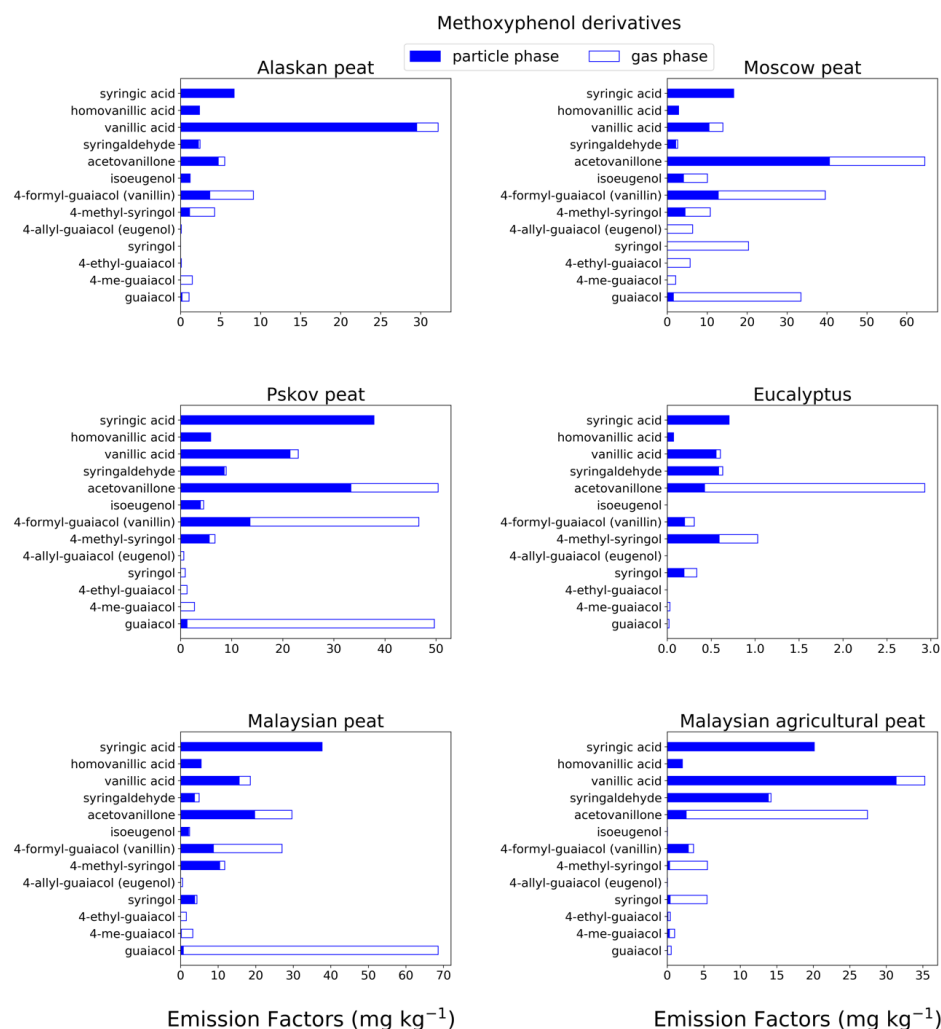 Methoxyphenol derivatives
particle phase gas phase
Alaskan peat
syringic acid
homovanillic acid
vanillic acid
syringaldehyde
acetovanillone
isoeugenol
4-formyl-guaiacol (vanillin)
4-methyl-syringol
4-allyl-guaiacol (eugenol)
syringol
4-ethyl-guaiacol
4-me-guaiacol
guaiacol
0 5 10 15 20 25 30
Moscow peat
syringic acid
homovanillic acid
vanillic acid
syringaldehyde
acetovanillone
isoeugenol
4-formyl-guaiacol (vanillin)
4-methyl-syringol
4-allyl-guaiacol (eugenol)
syringol
4-ethyl-guaiacol
4-me-guaiacol
guaiacol
0 10 20 30 40 50 60
Pskov peat
syringic acid
homovanillic acid
vanillic acid
syringaldehyde
acetovanillone
isoeugenol
4-formyl-guaiacol (vanillin)
4-methyl-syringol
4-allyl-guaiacol (eugenol)
syringol
4-ethyl-guaiacol
4-me-guaiacol
guaiacol
0 10 20 30 40 50
Eucalyptus
syringic acid
homovanillic acid
vanillic acid
syringaldehyde
acetovanillone
isoeugenol
4-formyl-guaiacol (vanillin)
4-methyl-syringol
4-allyl-guaiacol (eugenol)
syringol
4-ethyl-guaiacol
4-me-guaiacol
guaiacol
0.0 0.5 1.0 1.5 2.0 2.5 3.0
Malaysian peat
syringic acid
homovanillic acid
vanillic acid
syringaldehyde
acetovanillone
isoeugenol
4-formyl-guaiacol (vanillin)
4-methyl-syringol
4-allyl-guaiacol (eugenol)
syringol
4-ethyl-guaiacol
4-me-guaiacol
guaiacol
0 10 20 30 40 50 60 70
Emission Factors (mg kg⁻¹)
Malaysian agricultural peat
syringic acid
homovanillic acid
vanillic acid
syringaldehyde
acetovanillone
isoeugenol
4-formyl-guaiacol (vanillin)
4-methyl-syringol
4-allyl-guaiacol (eugenol)
syringol
4-ethyl-guaiacol
4-me-guaiacol
guaiacol
0 5 10 15 20 25 30 35
Emission Factors (mg kg⁻¹)